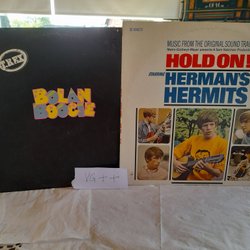 T.REX
BOLAN
BOOGIE
VG++
MUSIC FROM THE ORIGINAL SOUND TRACK
HOLD ON!
STARRING
HERMAN'S
HERMITS